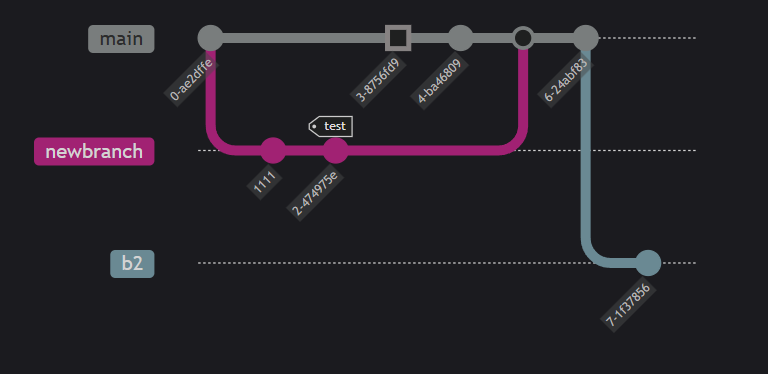 main
0-ae2dffe
3-8756fd9
4-ba46809
6-24abf83
test
newbranch
1111
2-474975e
b2
7-1f37856